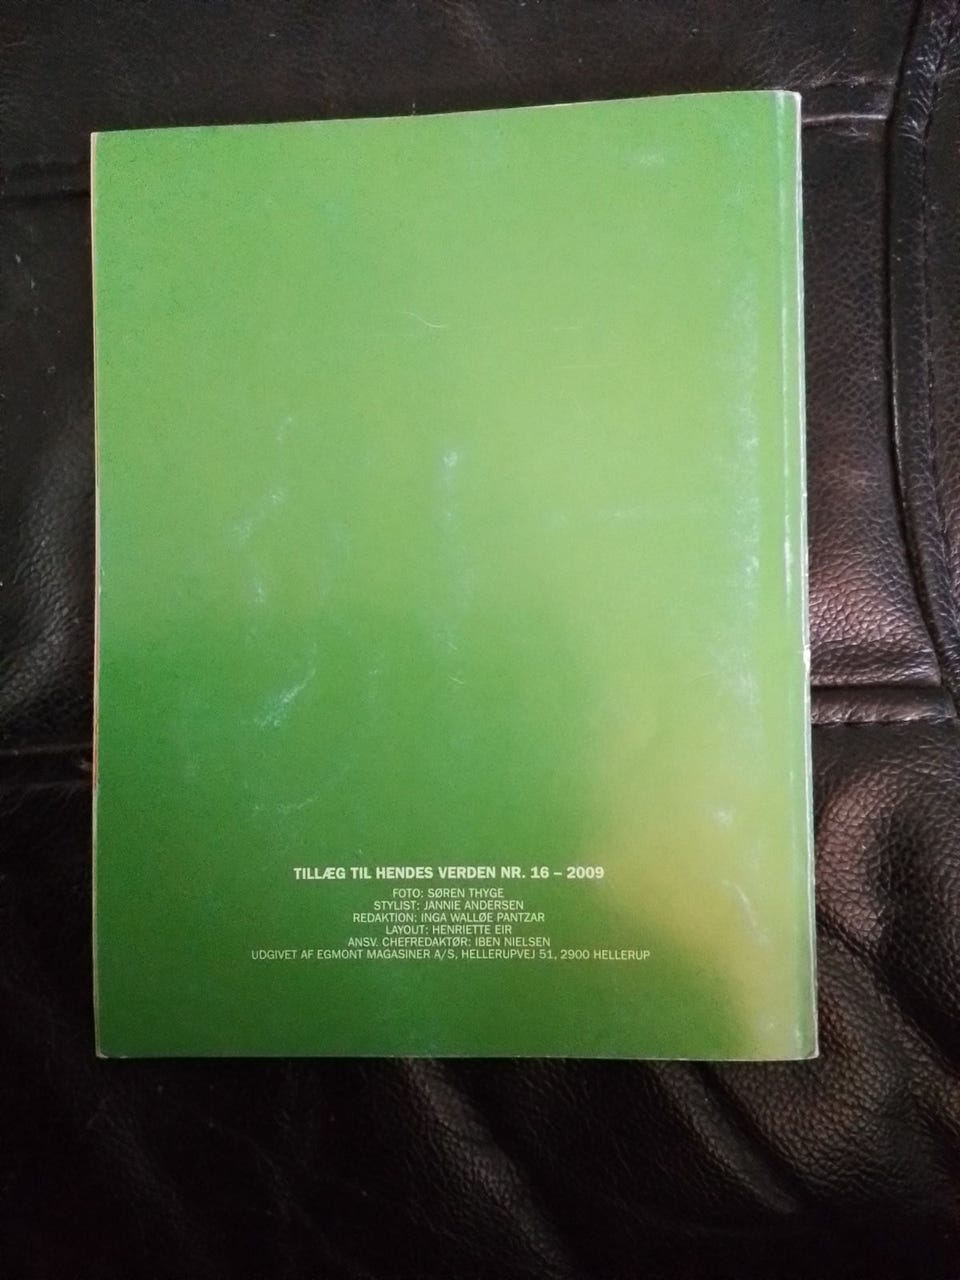 TILLÆG TIL HENDES VERDEN NR. 16 – 2009
FOTO: SØREN THYGE
STYLIST: JANNIE ANDERSEN
REDAKTION: INGA WALLØE PANTZAR
LAYOUT: HENRIETTE EIR
ANSV. CHEFREDAKTØR: IBEN NIELSEN
UDGIVET AF EGMONT MAGASINER A/S, HELLERUPVEJ 51, 2900 HELLERUP